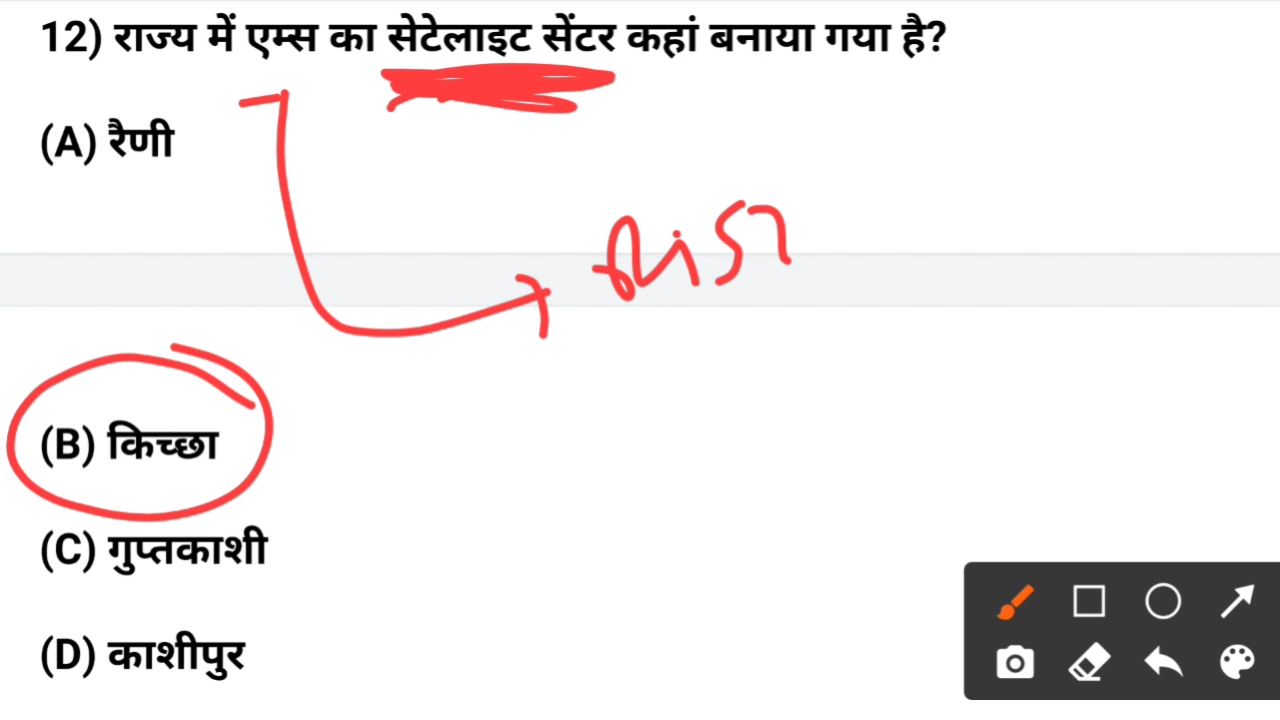 12) राज्य में एम्स का सेटेलाइट सेंटर कहां बनाया गया है?
(A) रैणी
(B) किच्छा
(C) गुप्तकाशी
(D) काशीपुर